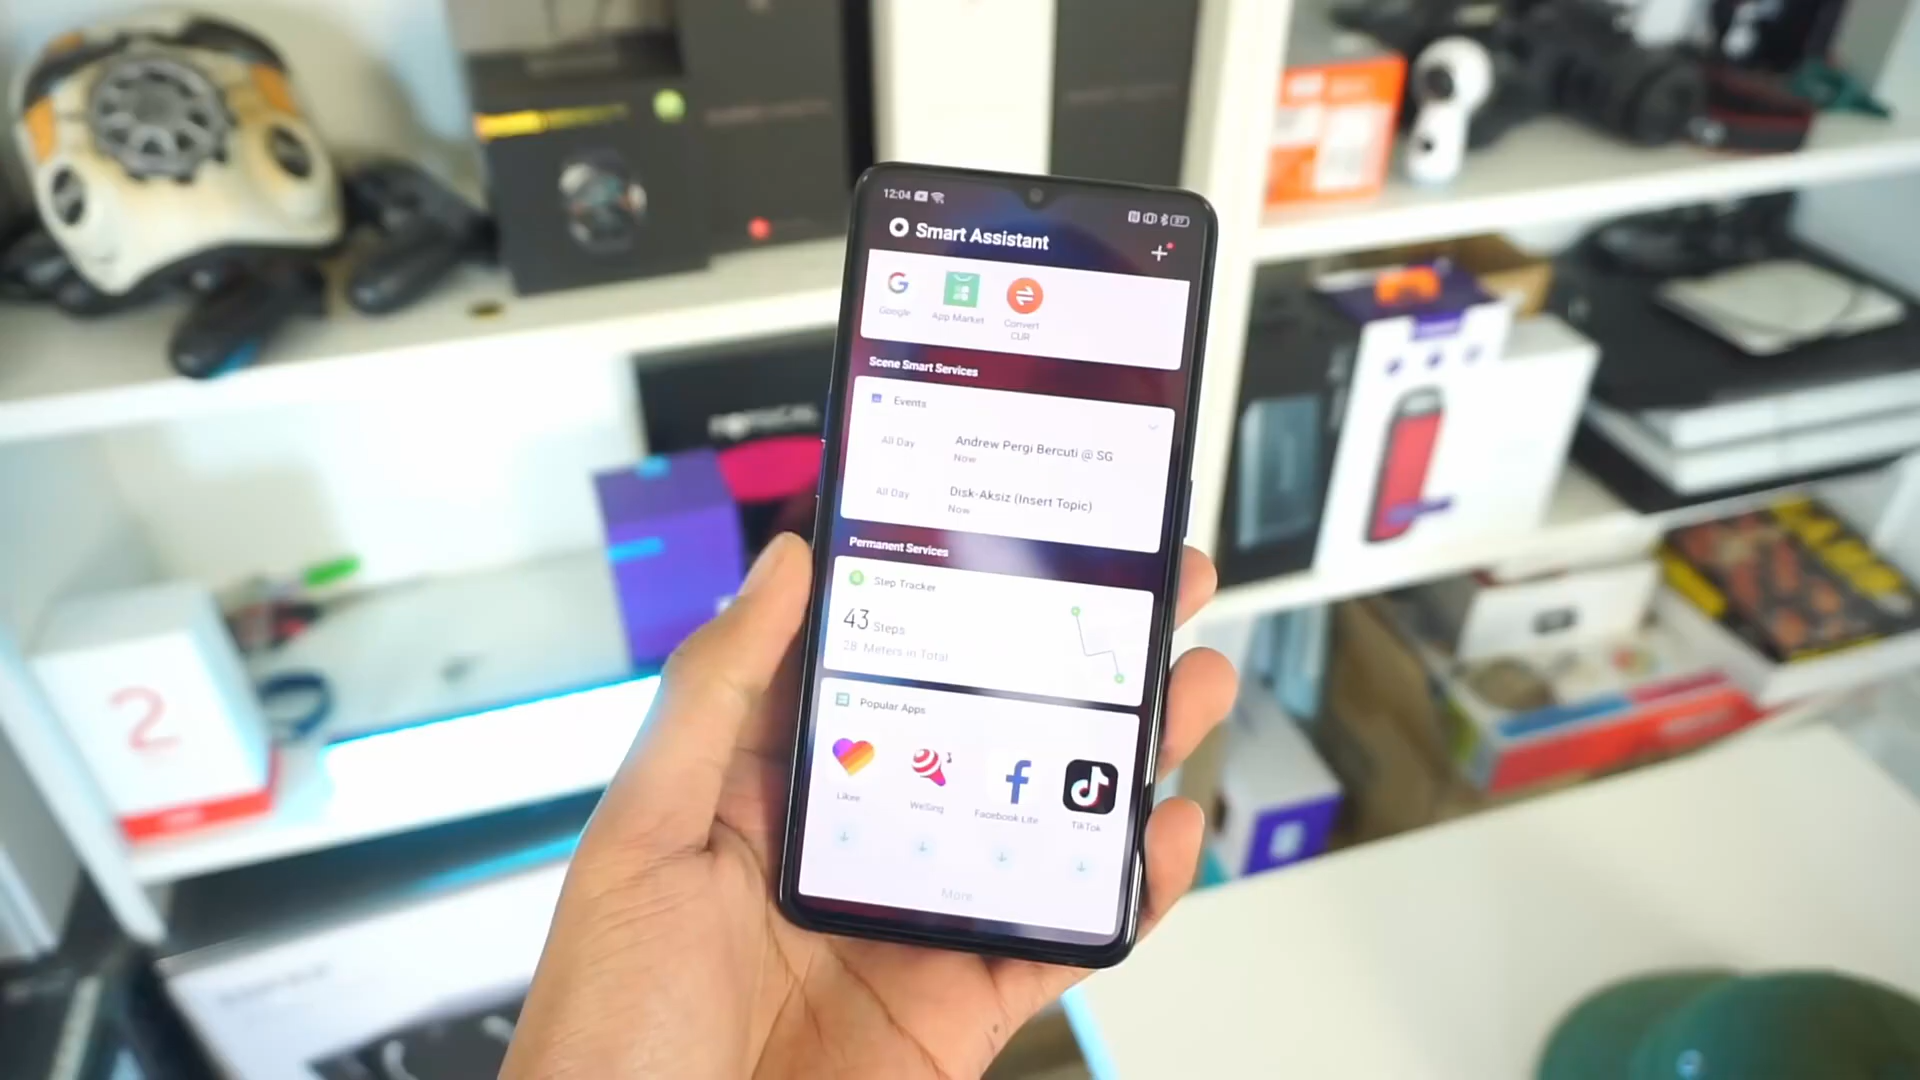 12:04
Smart Assistant
Google
App Market
Convert
CUR
Scene Smart Services
Events
All Day
Andrew Pergi Bercuti @ SG
Now
All Day
Disk-Aksiz (Insert Topic)
Now
Permanent Services
Step Tracker
43 Steps
28 Meters in Total
Popular Apps
Likee
WeSing
Facebook Lite
TikTok
More
2